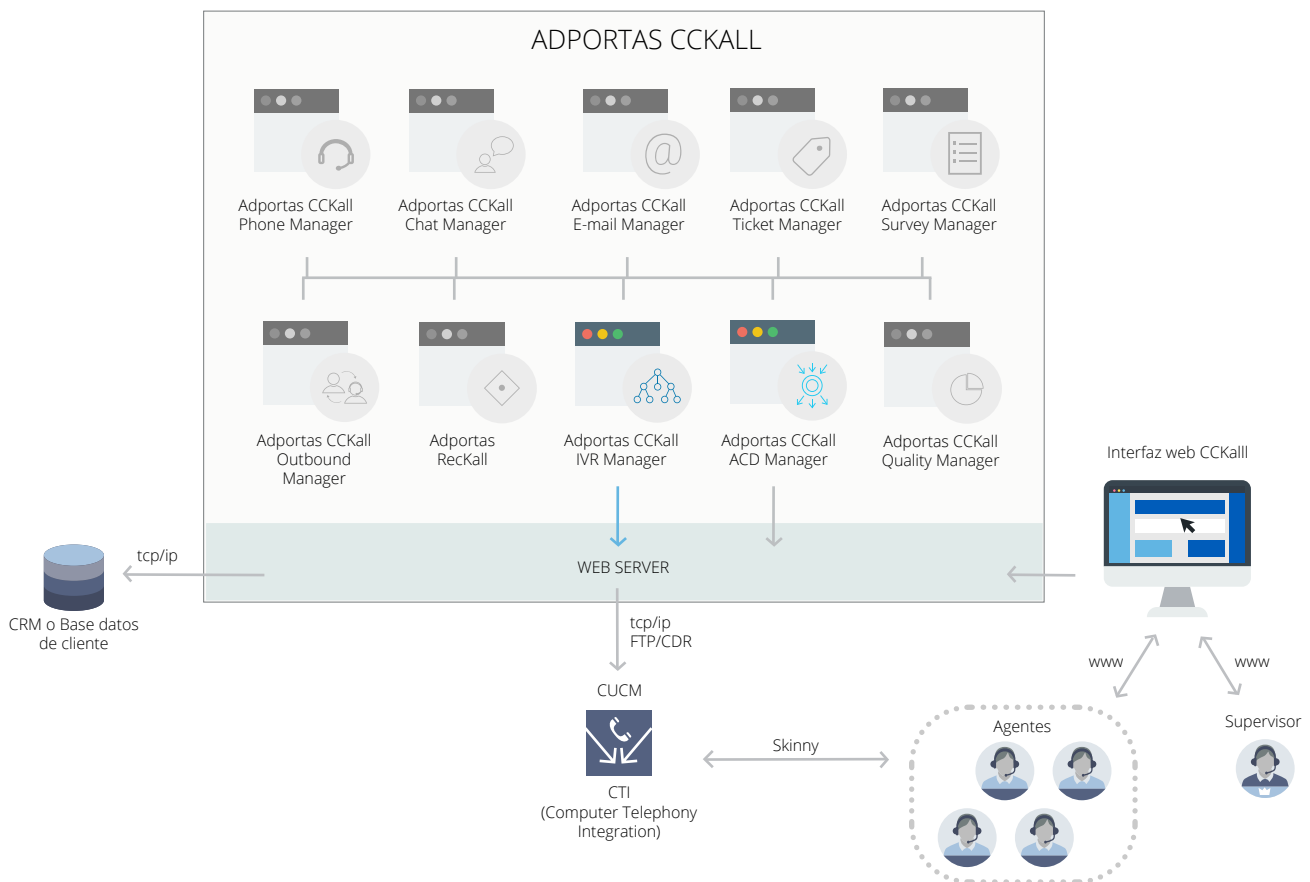 ADPORTAS CCKALL
Adportas CCKall
Phone Manager
Adportas CCKall
Chat Manager
@
Adportas CCKall
E-mail Manager
Adportas CCKall
Ticket Manager
Adportas CCKall
Survey Manager
Adportas CCKall
Outbound
Manager
Adportas
RecKall
Adportas CCKall
IVR Manager
Adportas CCKall
ACD Manager
Adportas CCKall
Quality Manager
Interfaz web CCKalll
tcp/ip
WEB SERVER
CRM o Base datos
de cliente
tcp/ip
FTP/CDR
www
www
CUCM
Skinny
Agentes
Supervisor
CTI
(Computer Telephony
Integration)